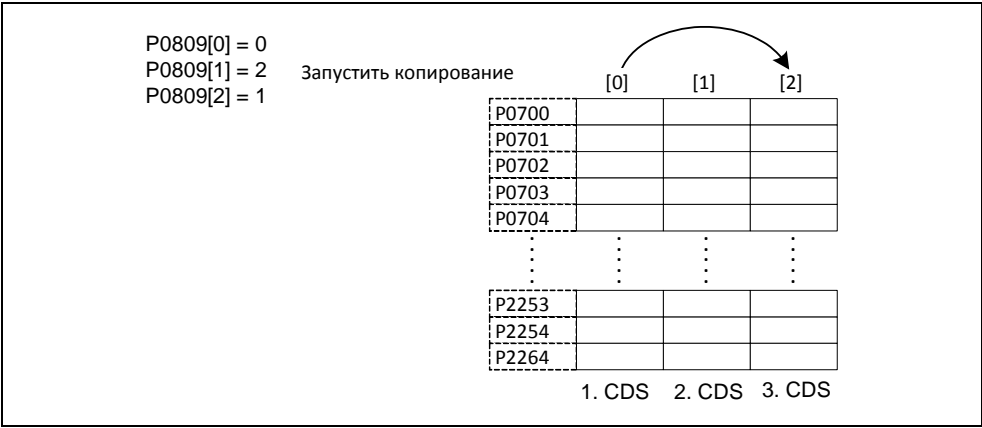 P0809[0] = 0
P0809[1] = 2
P0809[2] = 1
Запустить копирование
[0] [1] [2]
P0700
P0701
P0702
P0703
P0704
P2253
P2254
P2264
1. CDS 2. CDS 3. CDS